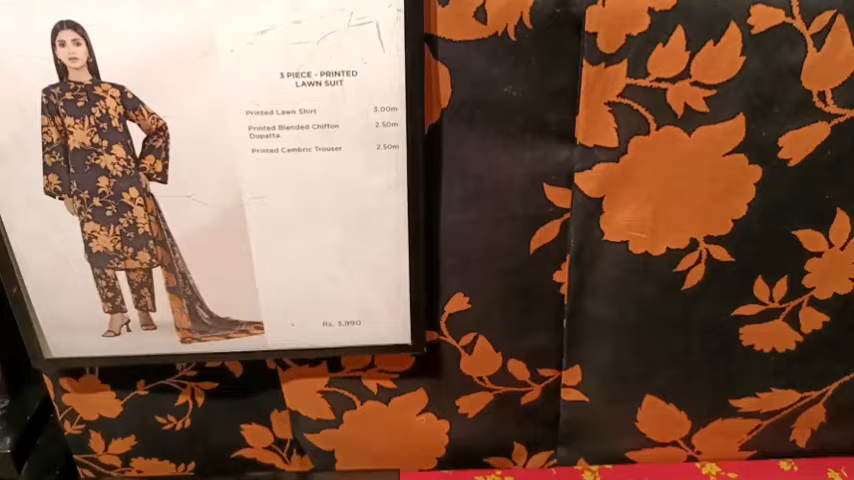 3 PIECE - PRINTED
LAWN SUIT
Printed Lawn Shirt 3.00m
Printed Blended Chiffon 2.50m
Dupatta
Printed Cambric Trouser 2.50m
Rs. 3,990